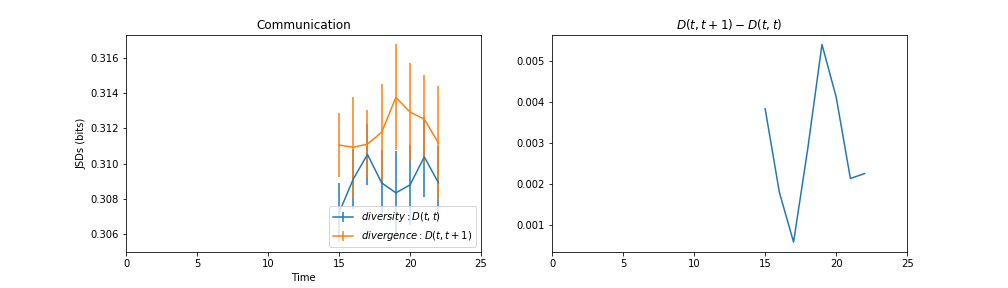 Communication
JSDs (bits)
0.316
0.314
0.312
0.310
0.308
0.306
0 5 10 15 20 25
Time
diversity : D(t, t)
divergence : D(t, t + 1)
D(t, t + 1) − D(t, t)
0.005
0.004
0.003
0.002
0.001
0 5 10 15 20 25